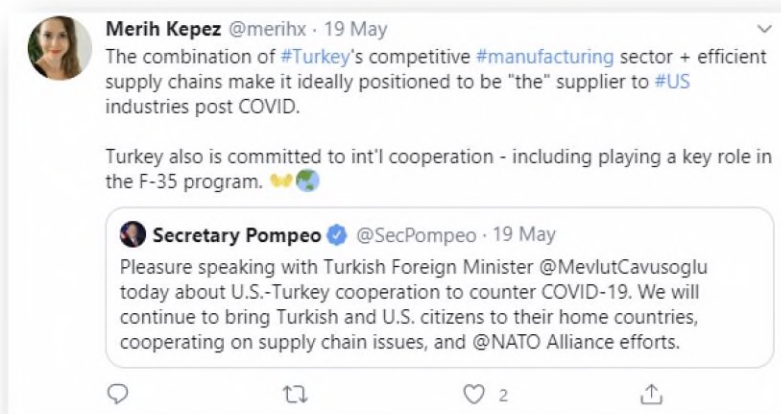 Merih Kepez @merihx · 19 May
The combination of #Turkey's competitive #manufacturing sector + efficient
supply chains make it ideally positioned to be "the" supplier to #US
industries post COVID.
Turkey also is committed to int'l cooperation - including playing a key role in
the F-35 program. 👐🌏
Secretary Pompeo @SecPompeo · 19 May
Pleasure speaking with Turkish Foreign Minister @MevlutCavusoglu
today about U.S.-Turkey cooperation to counter COVID-19. We will
continue to bring Turkish and U.S. citizens to their home countries,
cooperating on supply chain issues, and @NATO Alliance efforts.
2